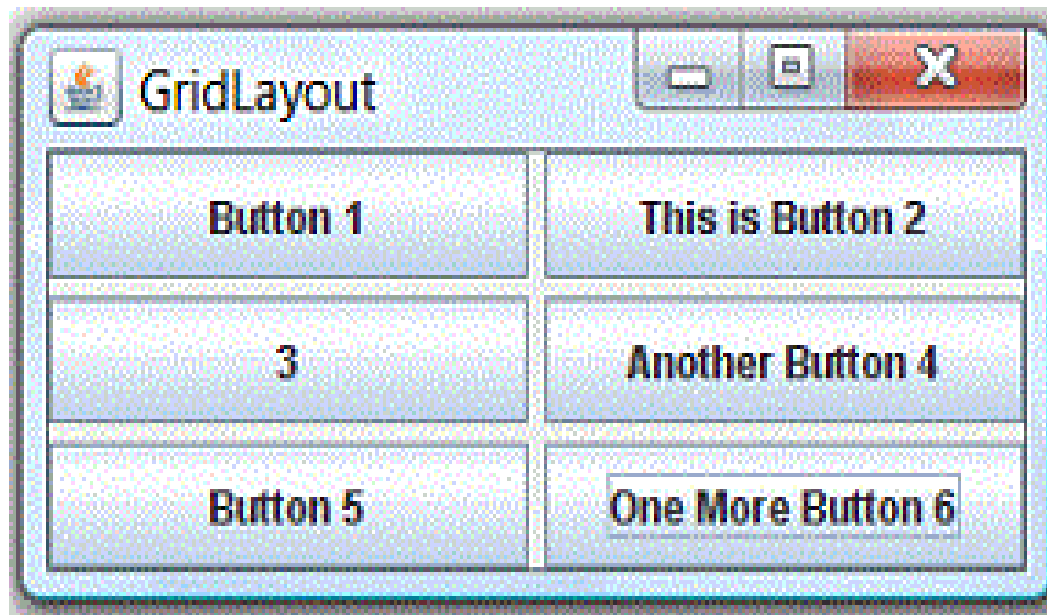 GridLayout
Button 1
This is Button 2
3
Another Button 4
Button 5
One More Button 6